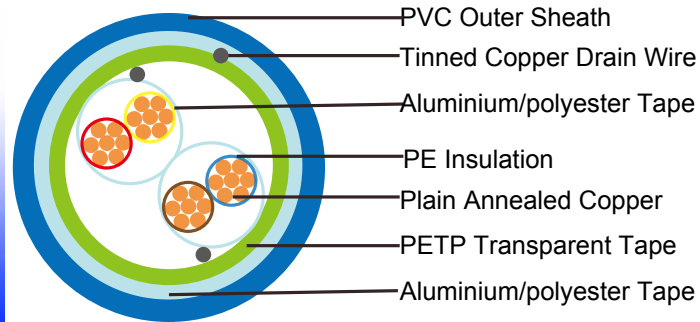 PVC Outer Sheath
Tinned Copper Drain Wire
Aluminium/polyester Tape
PE Insulation
Plain Annealed Copper
PETP Transparent Tape
Aluminium/polyester Tape